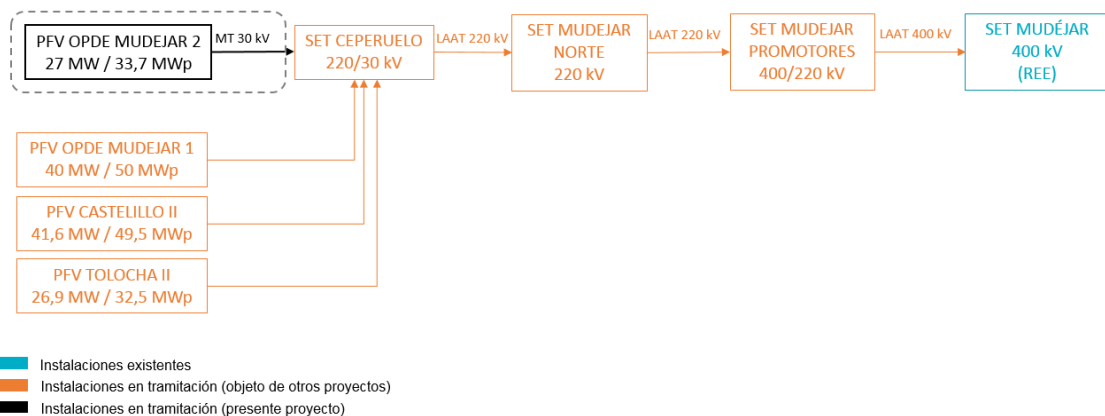 PFV OPDE MUDEJAR 2
27 MW / 33,7 MWp
MT 30 kV
SET CEPERUELO
220/30 kV
LAAT 220 kV
SET MUDEJAR
NORTE
220 kV
LAAT 220 kV
SET MUDEJAR
PROMOTORES
400/220 kV
LAAT 400 kV
SET MUDÉJAR
400 kV
(REE)
PFV OPDE MUDEJAR 1
40 MW / 50 MWp
PFV CASTELILLO II
41,6 MW / 49,5 MWp
PFV TOLOCHA II
26,9 MW / 32,5 MWp
Instalaciones existentes
Instalaciones en tramitación (objeto de otros proyectos)
Instalaciones en tramitación (presente proyecto)